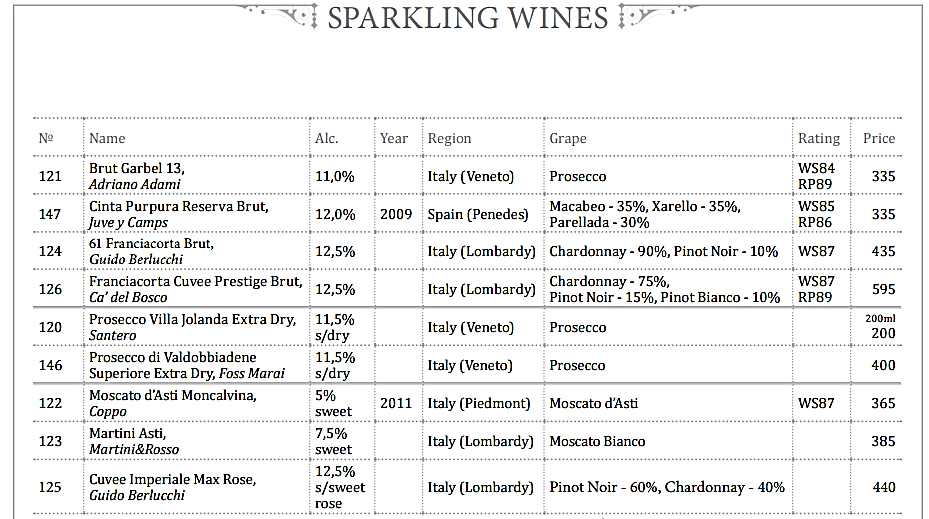 SPARKLING WINES
№ Name Alc. Year Region Grape Rating Price
121 Brut Garbel 13, Adriano Adami 11,0% Italy (Veneto) Prosecco WS84 RP89 335
147 Cinta Purpura Reserva Brut, Juve y Camps 12,0% 2009 Spain (Penedes) Macabeo - 35%, Xarello - 35%, Parellada - 30% WS85 RP86 335
124 61 Franciacorta Brut, Guido Berlucchi 12,5% Italy (Lombardy) Chardonnay - 90%, Pinot Noir - 10% WS87 435
126 Franciacorta Cuvee Prestige Brut, Ca' del Bosco 12,5% Italy (Lombardy) Chardonnay - 75%, Pinot Noir - 15%, Pinot Bianco - 10% WS87 RP89 595
120 Prosecco Villa Jolanda Extra Dry, Santero 11,5% s/dry Italy (Veneto) Prosecco 200ml 200
146 Prosecco di Valdobbiadene Superiore Extra Dry, Foss Marai 11,5% s/dry Italy (Veneto) Prosecco 400
122 Moscato d'Asti Moncalvina, Coppo 5% sweet 2011 Italy (Piedmont) Moscato d'Asti WS87 365
123 Martini Asti, Martini&Rosso 7,5% sweet Italy (Lombardy) Moscato Bianco 385
125 Cuvee Imperiale Max Rose, Guido Berlucchi 12,5% s/sweet rose Italy (Lombardy) Pinot Noir - 60%, Chardonnay - 40% 440